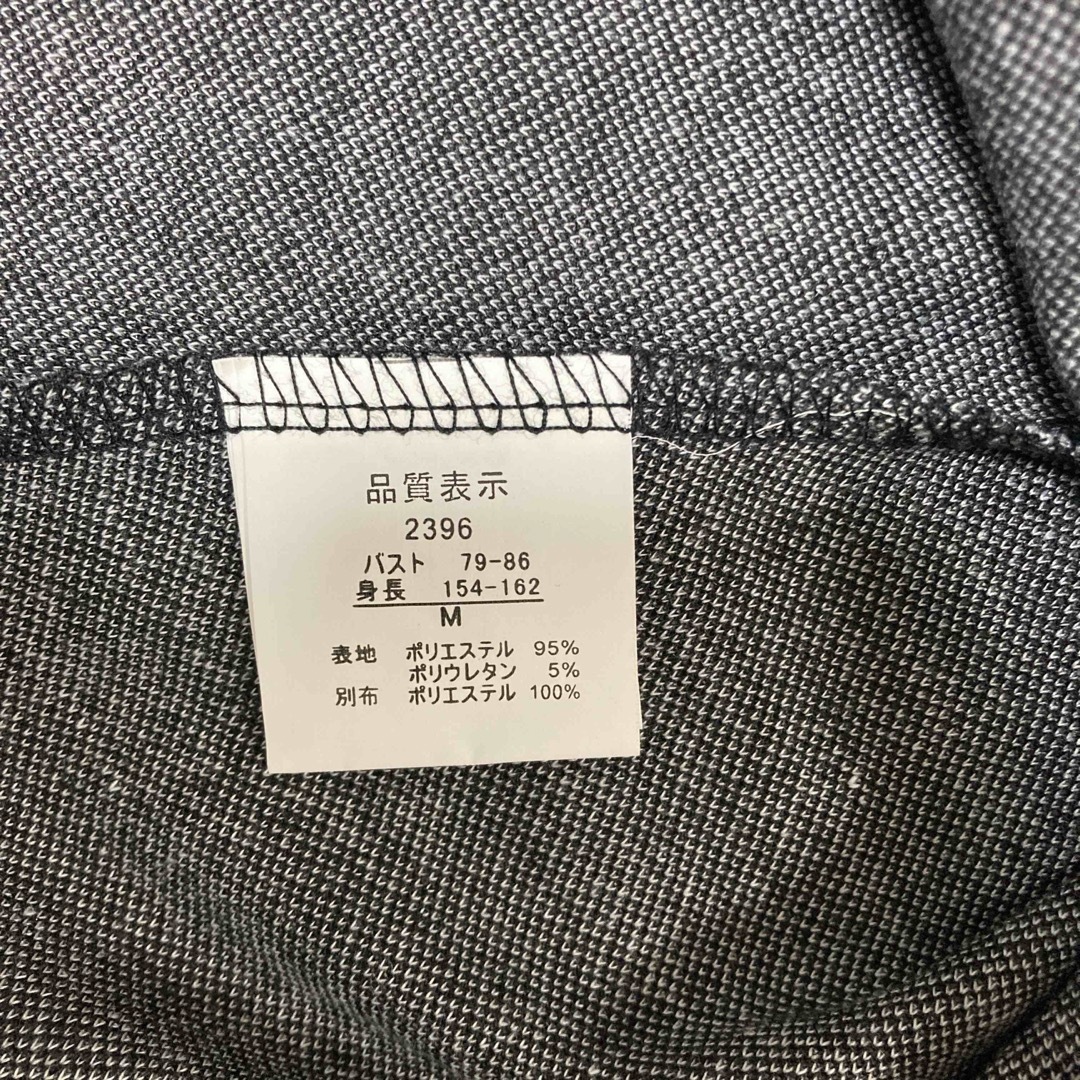 品質表示
2396
バスト 79-86
身長 154-162
M
表地 ポリエステル 95%
ポリウレタン 5%
別布 ポリエステル 100%